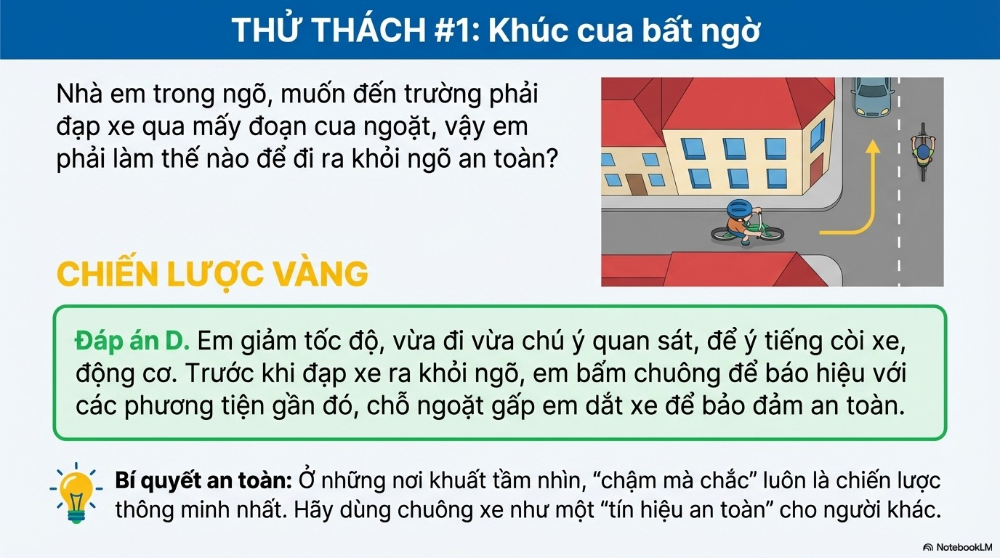 THỬ THÁCH #1: Khúc cua bất ngờ
Nhà em trong ngõ, muốn đến trường phải
đạp xe qua mấy đoạn cua ngoặt, vậy em
phải làm thế nào để đi ra khỏi ngõ an toàn?
CHIẾN LƯỢC VÀNG
Đáp án D. Em giảm tốc độ, vừa đi vừa chú ý quan sát, để ý tiếng còi xe,
động cơ. Trước khi đạp xe ra khỏi ngõ, em bấm chuông để báo hiệu với
các phương tiện gần đó, chỗ ngoặt gấp em dắt xe để bảo đảm an toàn.
Bí quyết an toàn: Ở những nơi khuất tầm nhìn, “chậm mà chắc” luôn là chiến lược
thông minh nhất. Hãy dùng chuông xe như một “tín hiệu an toàn” cho người khác.
NotebookLM